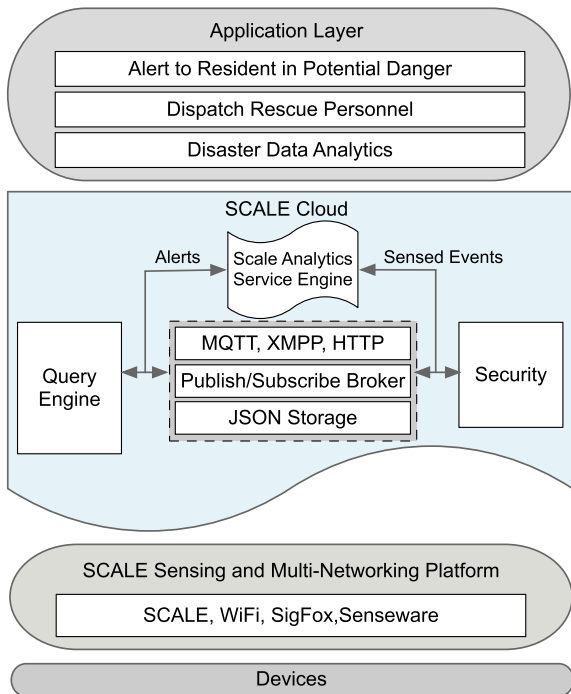 Application Layer
Alert to Resident in Potential Danger
Dispatch Rescue Personnel
Disaster Data Analytics
SCALE Cloud
Alerts
Scale Analytics
Service Engine
Sensed Events
Query
Engine
MQTT, XMPP, HTTP
Publish/Subscribe Broker
JSON Storage
Security
SCALE Sensing and Multi-Networking Platform
SCALE, WiFi, SigFox,Senseware
Devices